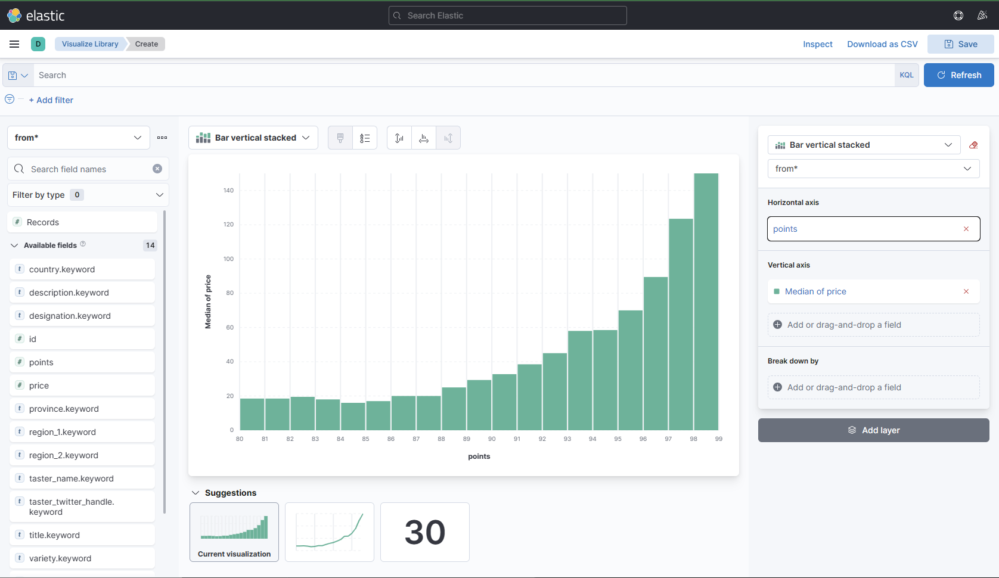 elastic
Search Elastic
D
Visualize Library
Create
Inspect
Download as CSV
Save
Search
KQL
Refresh
+ Add filter
from*
Search field names
Filter by type 0
# Records
Available fields ? 14
t country.keyword
t description.keyword
t designation.keyword
# id
# points
# price
t province.keyword
t region_1.keyword
t region_2.keyword
t taster_name.keyword
t taster_twitter_handle.
keyword
t title.keyword
t variety.keyword
Bar vertical stacked
Median of price
140
120
100
80
60
40
20
0
80 81 82 83 84 85 86 87 88 89 90 91 92 93 94 95 96 97 98 99
points
Suggestions
Current visualization
30
Bar vertical stacked
from*
Horizontal axis
points
Vertical axis
Median of price
Add or drag-and-drop a field
Break down by
Add or drag-and-drop a field
Add layer